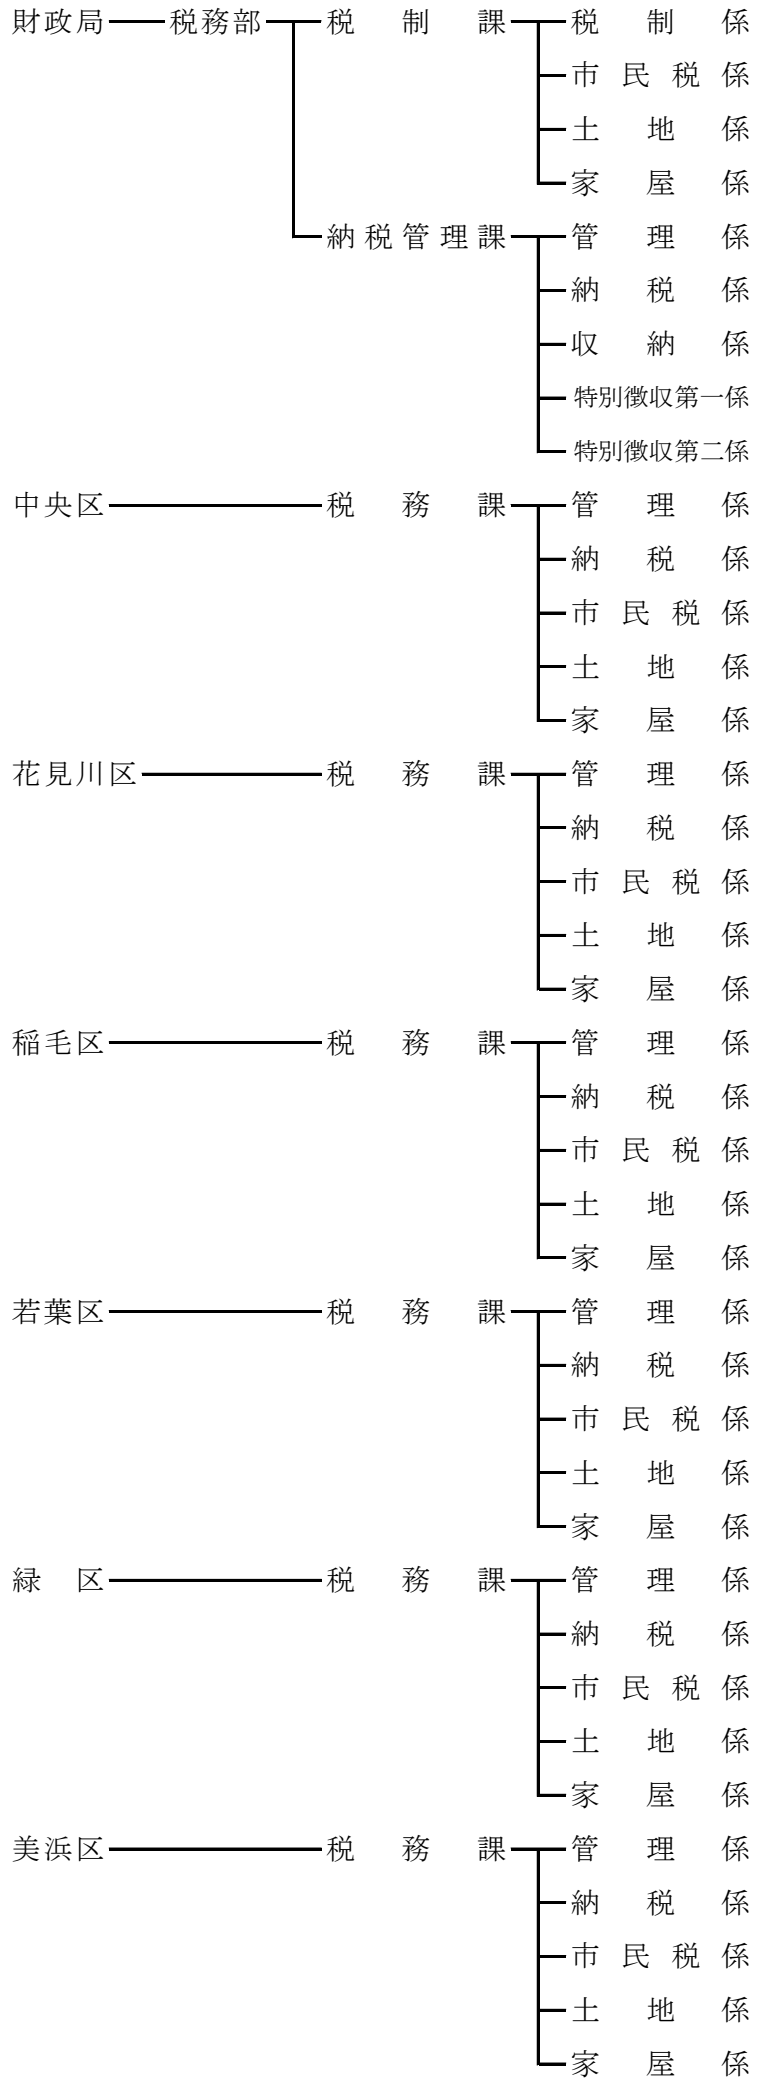 財政局 税務部 税制課 税制係
市民税係
土地係
家屋係
納税管理課 管理係
納税係
収納係
特別徴収第一係
特別徴収第二係
中央区 税務課 管理係
納税係
市民税係
土地係
家屋係
花見川区 税務課 管理係
納税係
市民税係
土地係
家屋係
稲毛区 税務課 管理係
納税係
市民税係
土地係
家屋係
若葉区 税務課 管理係
納税係
市民税係
土地係
家屋係
緑区 税務課 管理係
納税係
市民税係
土地係
家屋係
美浜区 税務課 管理係
納税係
市民税係
土地係
家屋係